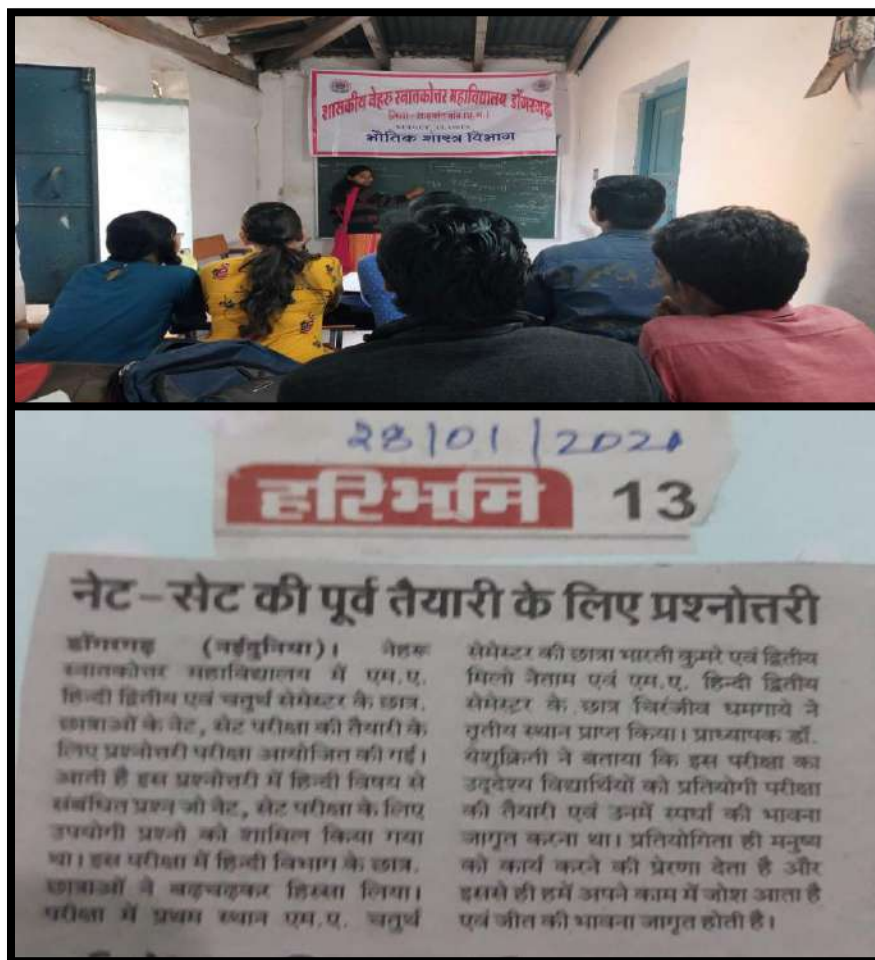 शासकीय नेहरु स्नातकोत्तर महाविद्यालय डोंगरगढ़
जिला - राजनांदगांव (छ.ग.)
भौतिक शास्त्र विभाग
28/01/2021
हरिभूमि 13
नेट-सेट की पूर्व तैयारी के लिए प्रश्नोत्तरी
डोंगरगढ़ (नईदुनिया)। नेहरू
स्नातकोत्तर महाविद्यालय में एम.ए.
हिन्दी द्वितीय एवं चतुर्थ सेमेस्टर के छात्र.
छात्राओं के नेट, सेट परीक्षा की तैयारी के
लिए प्रश्नोत्तरी परीक्षा आयोजित की गई।
आती है इस प्रश्नोत्तरी में हिन्दी विषय से
संबंधित प्रश्न जो नेट, सेट परीक्षा के लिए
उपयोगी प्रश्नो को शामिल किया गया
था। इस परीक्षा में हिन्दी विभाग के छात्र.
छात्राओं ने बढ़चढ़कर हिस्सा लिया।
परीक्षा में प्रथम स्थान एम.ए. चतुर्थ
सेमेस्टर की छात्रा भारती कुमरे एवं द्वितीय
मिलो नेताम एवं एम.ए. हिन्दी द्वितीय
सेमेस्ट्रर के छात्र चिरंजीव धमगाये ने
तृतीय स्थान प्राप्त किया। प्राध्यापक डॉ.
येशुक्रिती ने बताया कि इस परीक्षा का
उद्देश्य विद्यार्थियों को प्रतियोगी परीक्षा
की तैयारी एवं उनमें स्पर्धा की भावना
जागृत करना था। प्रतियोगिता ही मनुष्य
को कार्य करने की प्रेरणा देता है और
इससे ही हमें अपने काम में जोश आता है
एवं जीत की भावना जागृत होती है।